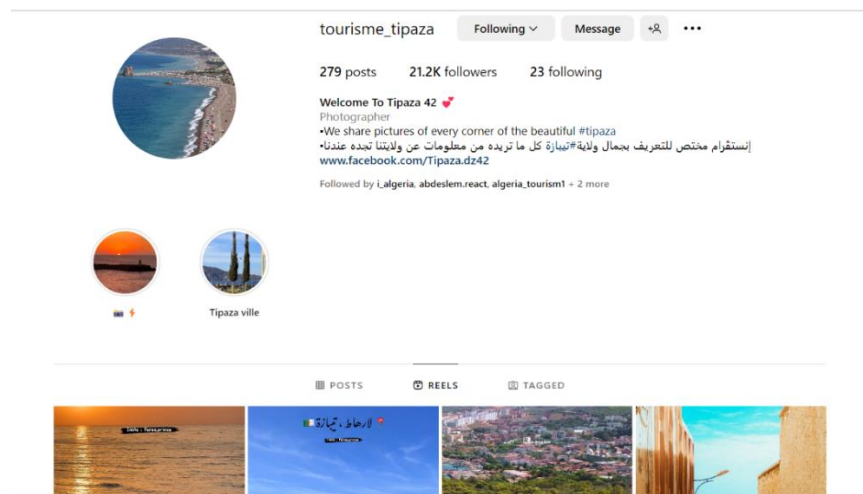 tourisme_tipaza Following Message
279 posts 21.2K followers 23 following
Welcome To Tipaza 42 💕
Photographer
•We share pictures of every corner of the beautiful #tipaza
•إنستقرام مختص للتعريف بجمال ولاية#تيبازة كل ما تريده من معلومات عن ولايتنا تجده عندنا
www.facebook.com/Tipaza.dz42
Followed by i_algeria, abdeslem.react, algeria_tourism1 + 2 more
📷⚡
Tipaza ville
POSTS REELS TAGGED
📍 لارهاط ، تيبازة 🇩🇿